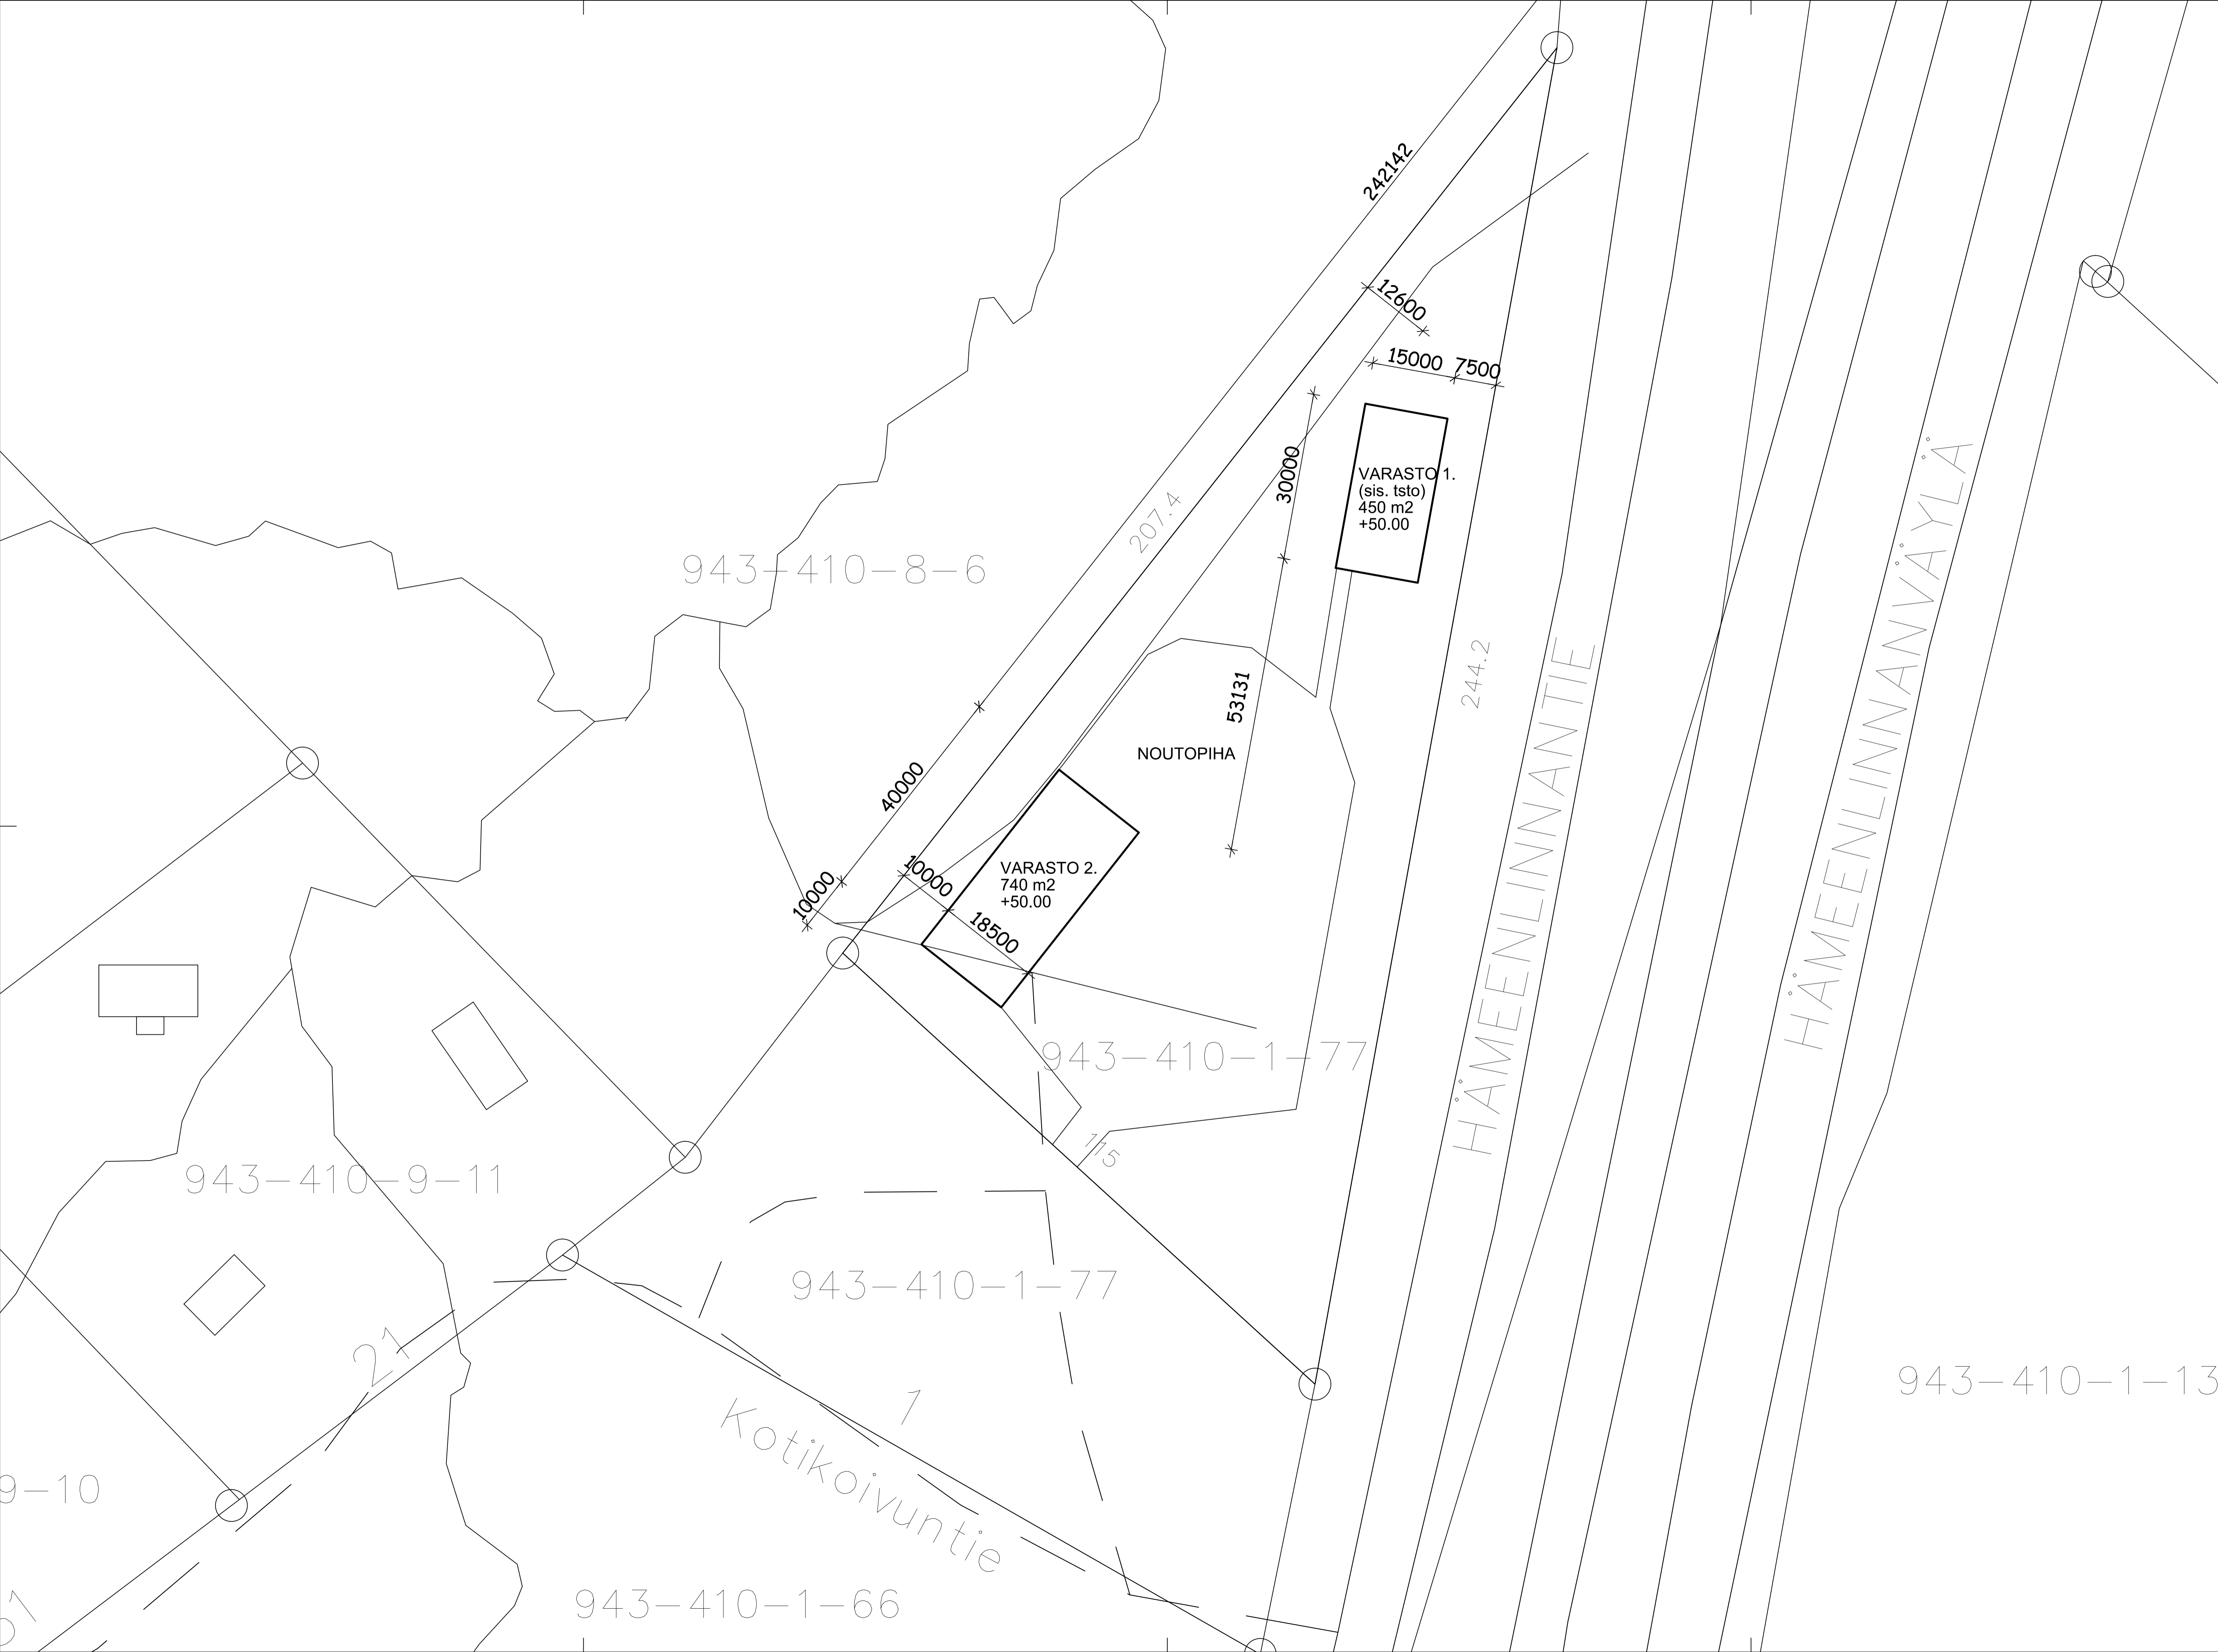 242142
12600
15000
7500
30000
VARASTO 1.
(sis. tsto)
450 m2
+50.00
207.4
943-410-8-6
244.2
53131
HÄMEENLINNANTIE
HÄMEENLINNANVÄYLÄ
NOUTOPIHA
40000
10000
10000
VARASTO 2.
740 m2
+50.00
18500
943-410-1-77
115
943-410-9-11
943-410-1-77
21
1
Kotikoivuntie
943-410-1-13
9-10
943-410-1-66